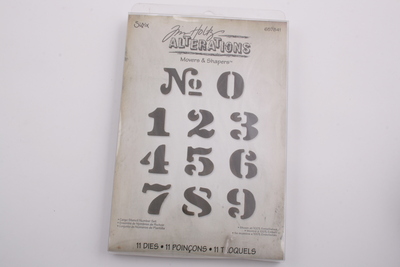 Sizzix
Tim Holtz
ALTERATIONS
Movers & Shapers™
№ 0
1 2 3
4 5 6
7 8 9
11 DIES • 11 POINÇONS • 11 TROQUELS